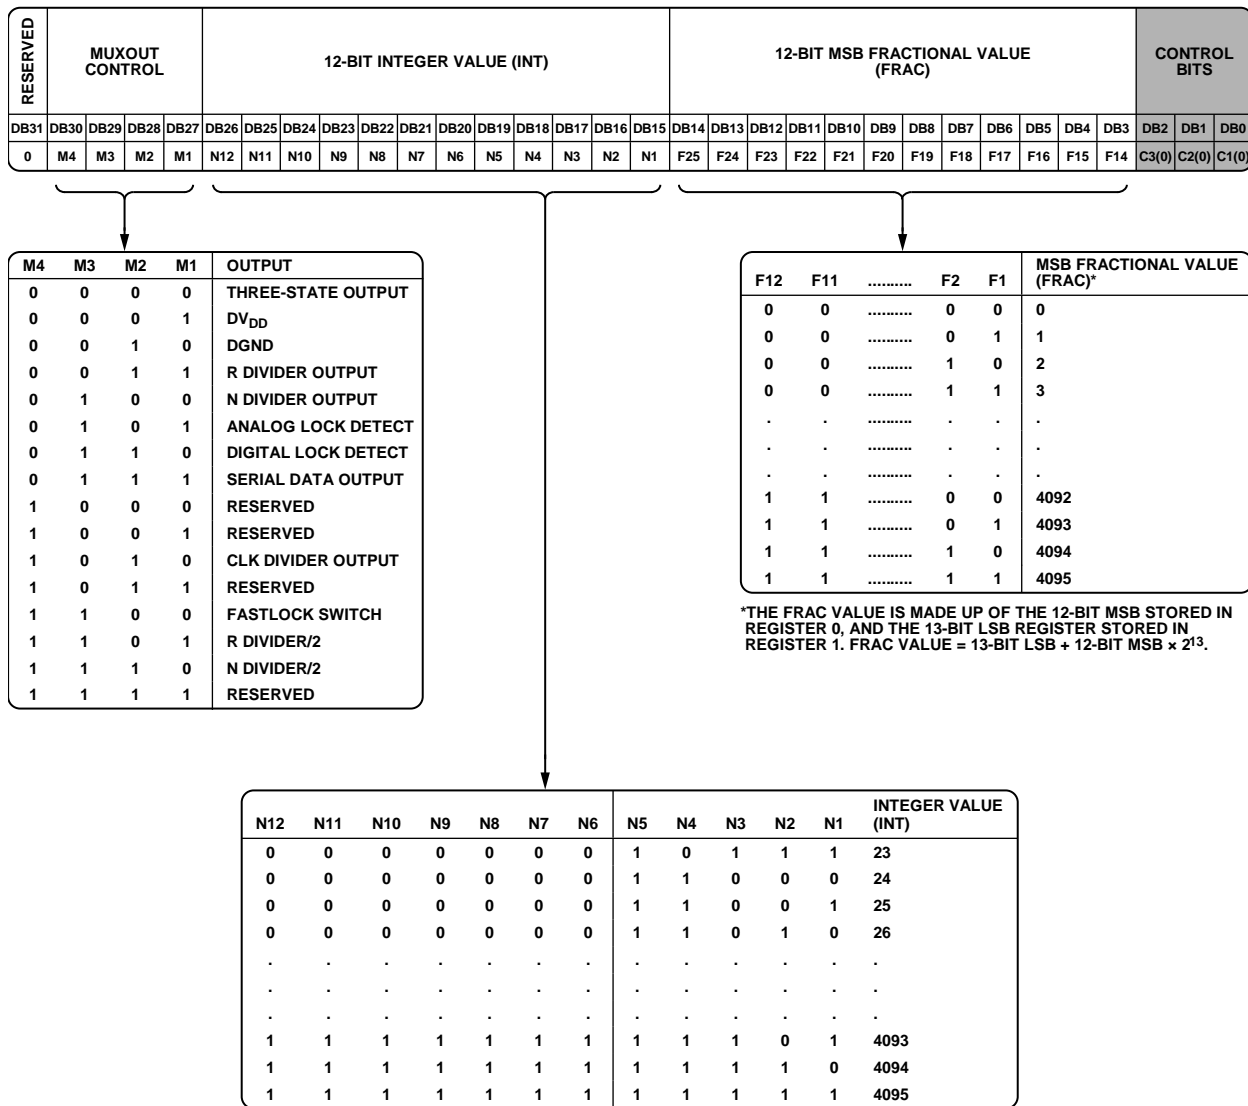 RESERVED
MUXOUT
CONTROL
12-BIT INTEGER VALUE (INT)
12-BIT MSB FRACTIONAL VALUE
(FRAC)
CONTROL
BITS
DB31 DB30 DB29 DB28 DB27 DB26 DB25 DB24 DB23 DB22 DB21 DB20 DB19 DB18 DB17 DB16 DB15 DB14 DB13 DB12 DB11 DB10 DB9 DB8 DB7 DB6 DB5 DB4 DB3 DB2 DB1 DB0
0 M4 M3 M2 M1 N12 N11 N10 N9 N8 N7 N6 N5 N4 N3 N2 N1 F25 F24 F23 F22 F21 F20 F19 F18 F17 F16 F15 F14 C3(0) C2(0) C1(0)
M4 M3 M2 M1 OUTPUT
0 0 0 0 THREE-STATE OUTPUT
0 0 0 1 DVDD
0 0 1 0 DGND
0 0 1 1 R DIVIDER OUTPUT
0 1 0 0 N DIVIDER OUTPUT
0 1 0 1 ANALOG LOCK DETECT
0 1 1 0 DIGITAL LOCK DETECT
0 1 1 1 SERIAL DATA OUTPUT
1 0 0 0 RESERVED
1 0 0 1 RESERVED
1 0 1 0 CLK DIVIDER OUTPUT
1 0 1 1 RESERVED
1 1 0 0 FASTLOCK SWITCH
1 1 0 1 R DIVIDER/2
1 1 1 0 N DIVIDER/2
1 1 1 1 RESERVED
F12 F11 .......... F2 F1 MSB FRACTIONAL VALUE
(FRAC)*
0 0 .......... 0 0 0
0 0 .......... 0 1 1
0 0 .......... 1 0 2
0 0 .......... 1 1 3
. . .......... . . .
. . .......... . . .
. . .......... . . .
1 1 .......... 0 0 4092
1 1 .......... 0 1 4093
1 1 .......... 1 0 4094
1 1 .......... 1 1 4095
*THE FRAC VALUE IS MADE UP OF THE 12-BIT MSB STORED IN
REGISTER 0, AND THE 13-BIT LSB REGISTER STORED IN
REGISTER 1. FRAC VALUE = 13-BIT LSB + 12-BIT MSB × 2¹³.
N12 N11 N10 N9 N8 N7 N6 N5 N4 N3 N2 N1 INTEGER VALUE
(INT)
0 0 0 0 0 0 0 1 0 1 1 1 23
0 0 0 0 0 0 0 1 1 0 0 0 24
0 0 0 0 0 0 0 1 1 0 0 1 25
0 0 0 0 0 0 0 1 1 0 1 0 26
. . . . . . . . . . . . .
. . . . . . . . . . . . .
. . . . . . . . . . . . .
1 1 1 1 1 1 1 1 1 1 0 1 4093
1 1 1 1 1 1 1 1 1 1 1 0 4094
1 1 1 1 1 1 1 1 1 1 1 1 4095